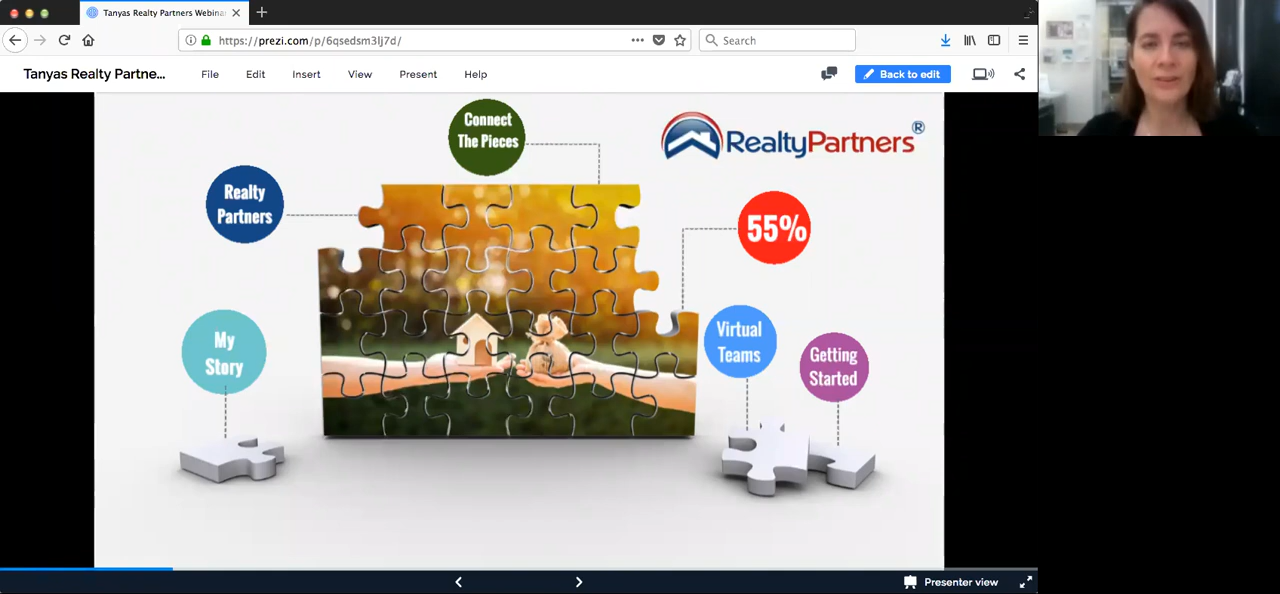 Tanyas Realty Partners Webinar
https://prezi.com/p/6qsedsm3lj7d/
Search
Tanyas Realty Partne...
File
Edit
Insert
View
Present
Help
Back to edit
Connect
The Pieces
RealtyPartners®
Realty
Partners
55%
My
Story
Virtual
Teams
Getting
Started
Presenter view